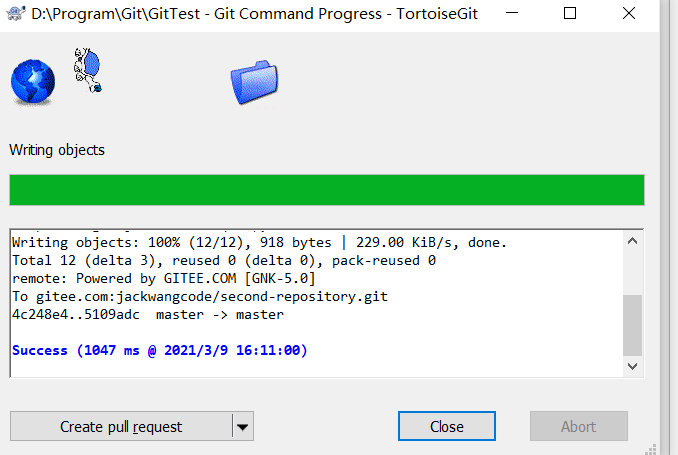 D:\Program\Git\GitTest - Git Command Progress - TortoiseGit
Writing objects
Writing objects: 100% (12/12), 918 bytes | 229.00 KiB/s, done.
Total 12 (delta 3), reused 0 (delta 0), pack-reused 0
remote: Powered by GITEE.COM [GNK-5.0]
To gitee.com:jackwangcode/second-repository.git
4c248e4..5109adc  master -> master
Success (1047 ms @ 2021/3/9 16:11:00)
Create pull request
Close
Abort